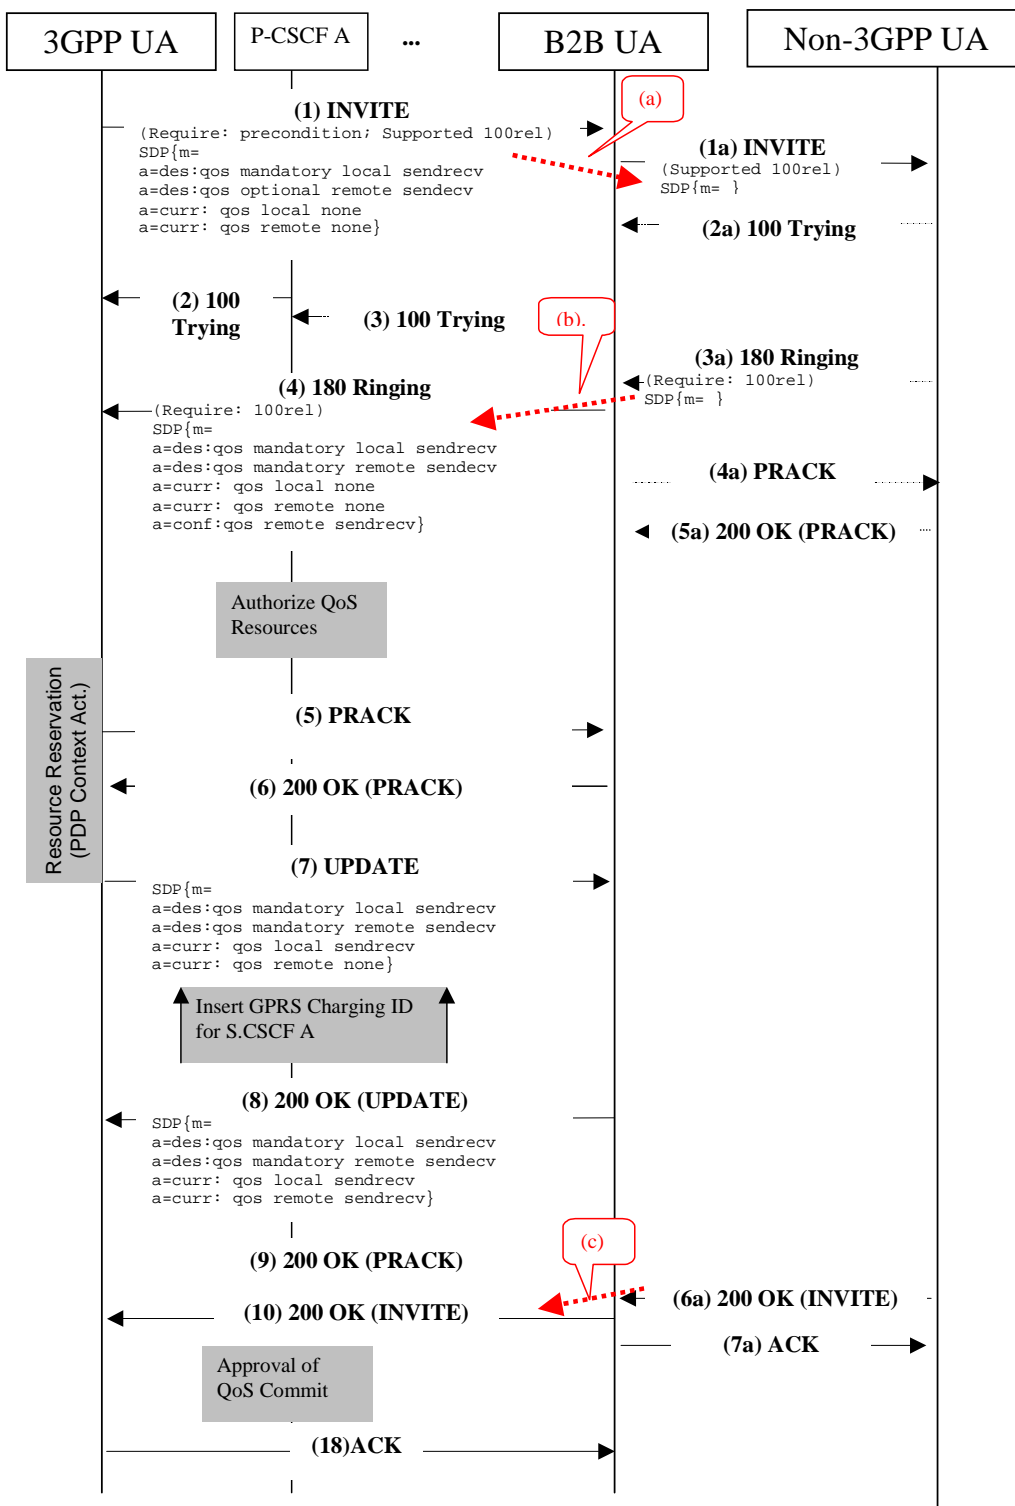 3GPP UA
P-CSCF A
...
B2B UA
Non-3GPP UA
(a)
(1) INVITE
(Require: precondition; Supported 100rel)
SDP{m=
a=des:qos mandatory local sendrecv
a=des:qos optional remote sendecv
a=curr: qos local none
a=curr: qos remote none}
(1a) INVITE
(Supported 100rel)
SDP{m= }
(2a) 100 Trying
(2) 100
Trying
(3) 100 Trying
(b).
(3a) 180 Ringing
(Require: 100rel)
SDP{m= }
(4) 180 Ringing
(Require: 100rel)
SDP{m=
a=des:qos mandatory local sendrecv
a=des:qos mandatory remote sendecv
a=curr: qos local none
a=curr: qos remote none
a=conf:qos remote sendrecv}
(4a) PRACK
(5a) 200 OK (PRACK)
Authorize QoS
Resources
Resource Reservation
(PDP Context Act.)
(5) PRACK
(6) 200 OK (PRACK)
(7) UPDATE
SDP{m=
a=des:qos mandatory local sendrecv
a=des:qos mandatory remote sendecv
a=curr: qos local sendrecv
a=curr: qos remote none}
Insert GPRS Charging ID
for S.CSCF A
(8) 200 OK (UPDATE)
SDP{m=
a=des:qos mandatory local sendrecv
a=des:qos mandatory remote sendecv
a=curr: qos local sendrecv
a=curr: qos remote sendrecv}
(9) 200 OK (PRACK)
(c)
(10) 200 OK (INVITE)
(6a) 200 OK (INVITE)
(7a) ACK
Approval of
QoS Commit
(18)ACK